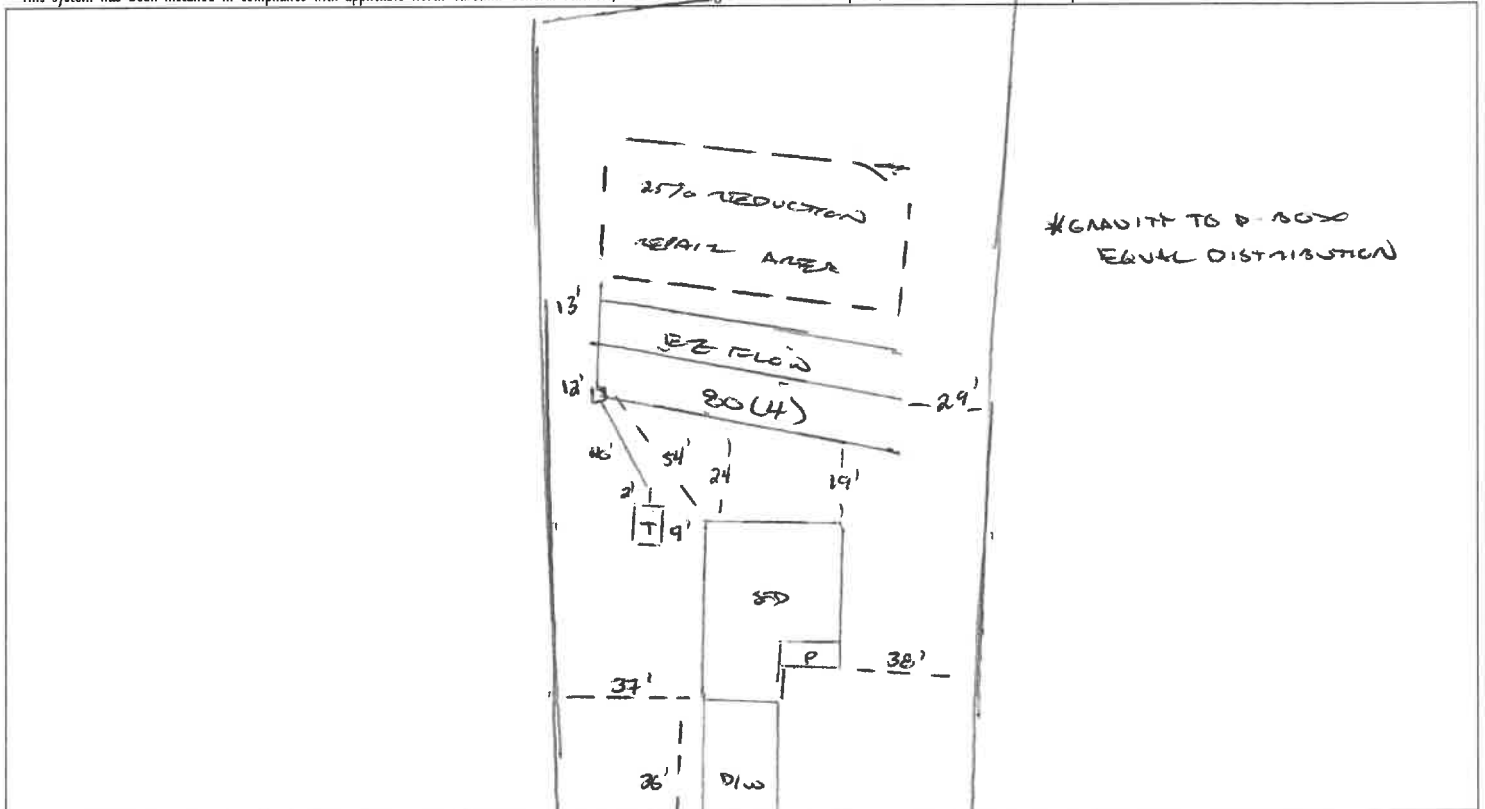 25% REDUCTION
REPAIR AREA
*GRAVITY TO D-BOX
EQUAL DISTRIBUTION
13'
EZ FLOW
12'
80(4)
29'
54'
24
19'
2'
T
9'
SFD
P
38'
37'
36'
D/W